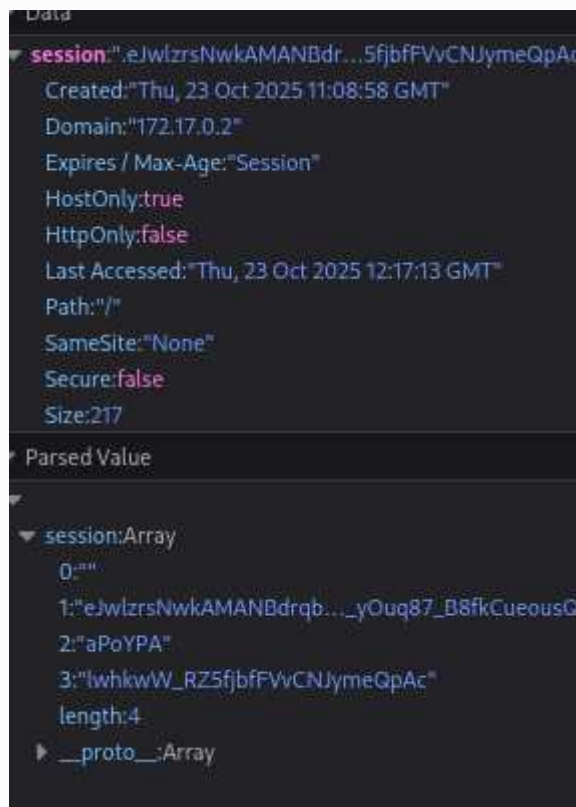 Data
session:".eJwlzrsNwkAMANBdr...5fjbfFVvCNJymeQpAc
Created:"Thu, 23 Oct 2025 11:08:58 GMT"
Domain:"172.17.0.2"
Expires / Max-Age:"Session"
HostOnly:true
HttpOnly:false
Last Accessed:"Thu, 23 Oct 2025 12:17:13 GMT"
Path:"/"
SameSite:"None"
Secure:false
Size:217
Parsed Value
session:Array
0:""
1:"eJwlzrsNwkAMANBdrqb..._yOuq87_B8fkCueousQ
2:"aPoYPA"
3:"lwhkwW_RZ5fjbfFVvCNJymeQpAc"
length:4
__proto__:Array